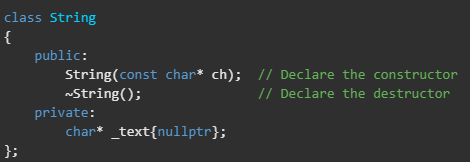 class String
{
    public:
        String(const char* ch);  // Declare the constructor
        ~String();               // Declare the destructor
    private:
        char* _text{nullptr};
};